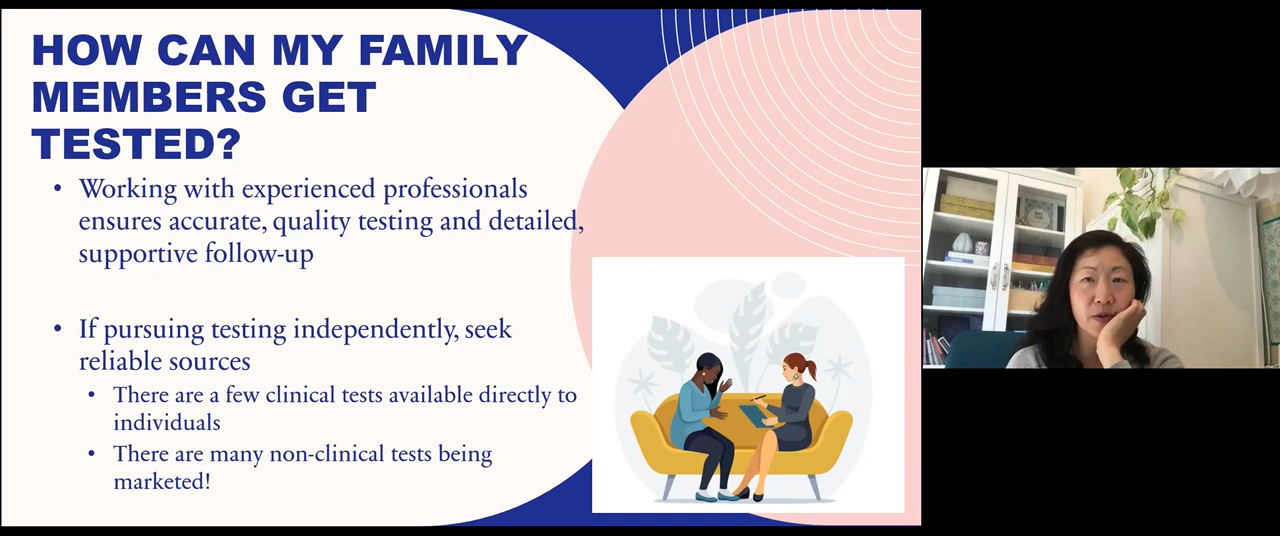 HOW CAN MY FAMILY
MEMBERS GET
TESTED?
• Working with experienced professionals
ensures accurate, quality testing and detailed,
supportive follow-up
• If pursuing testing independently, seek
reliable sources
• There are a few clinical tests available directly to
individuals
• There are many non-clinical tests being
marketed!